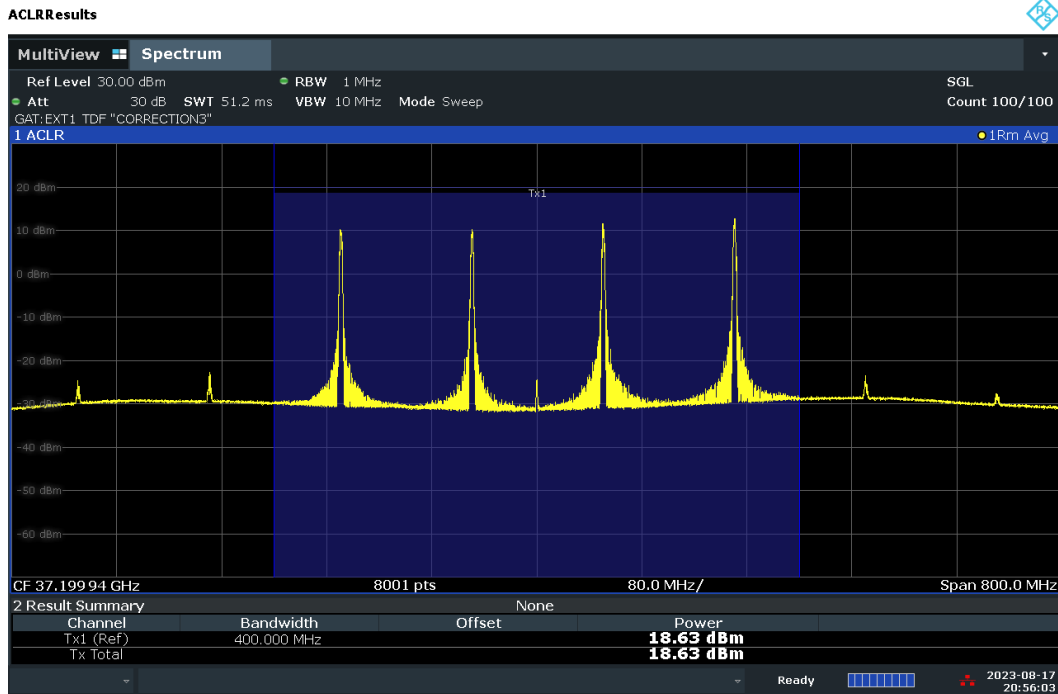 ACLRResults
R&S
MultiView Spectrum
Ref Level 30.00 dBm RBW 1 MHz SGL
Att 30 dB SWT 51.2 ms VBW 10 MHz Mode Sweep Count 100/100
GAT:EXT1 TDF "CORRECTION3"
1 ACLR 1Rm Avg
Tx1
20 dBm
10 dBm
0 dBm
-10 dBm
-20 dBm
-30 dBm
-40 dBm
-50 dBm
-60 dBm
CF 37.19994 GHz 8001 pts 80.0 MHz/ Span 800.0 MHz
2 Result Summary None
Channel Bandwidth Offset Power
Tx1 (Ref) 400.000 MHz 18.63 dBm
Tx Total 18.63 dBm
Ready 2023-08-17
20:56:03